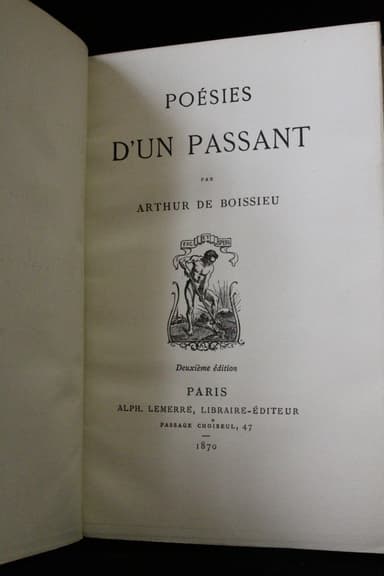 POÉSIES
D'UN PASSANT
PAR
ARTHUR DE BOISSIEU
FAC ET SPERA
Deuxième édition
PARIS
ALPH. LEMERRE, LIBRAIRE-ÉDITEUR
PASSAGE CHOISEUL, 47
1870